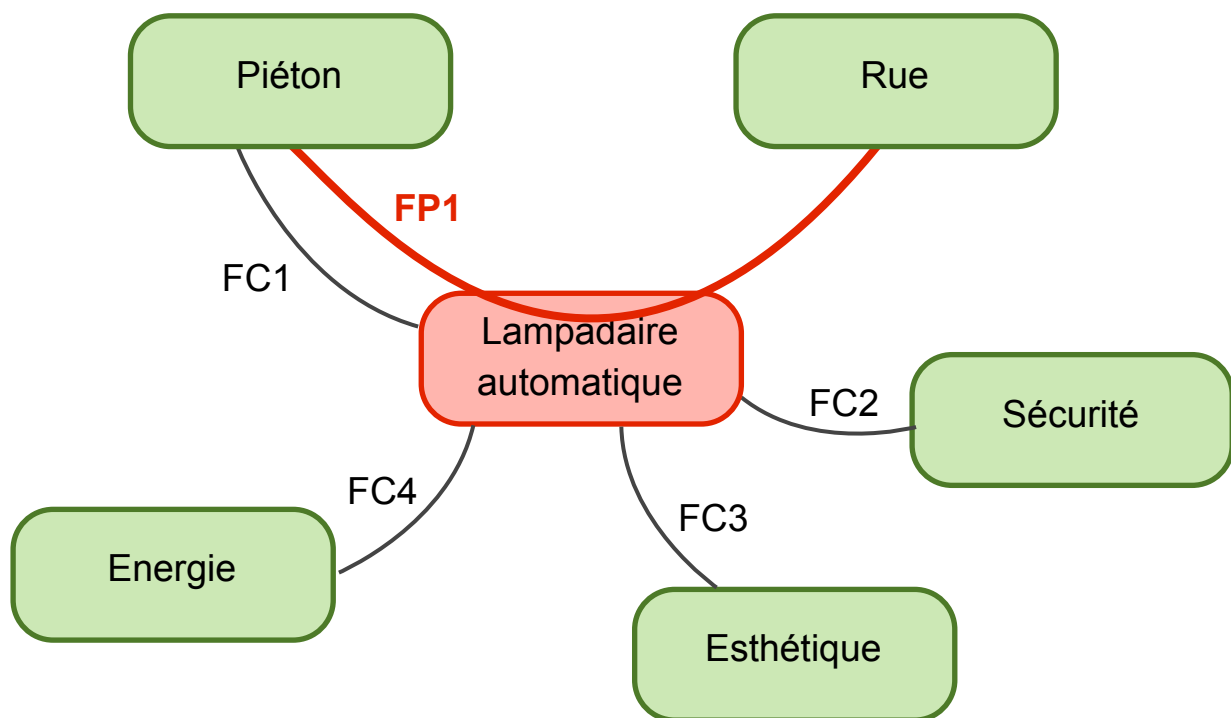 Piéton
Rue
FP1
FC1
Lampadaire
automatique
FC2
Sécurité
FC4
FC3
Energie
Esthétique